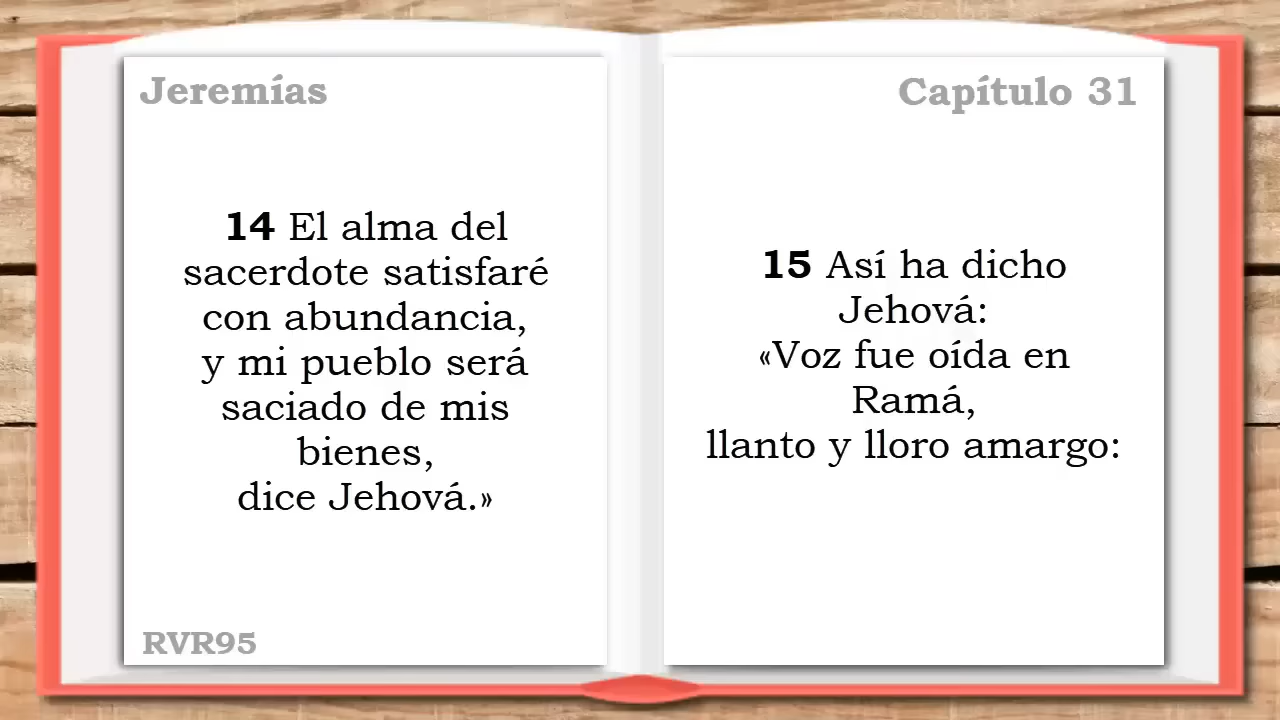 Jeremías
14 El alma del
sacerdote satisfaré
con abundancia,
y mi pueblo será
saciado de mis
bienes,
dice Jehová.»
RVR95
Capítulo 31
15 Así ha dicho
Jehová:
«Voz fue oída en
Ramá,
llanto y lloro amargo: